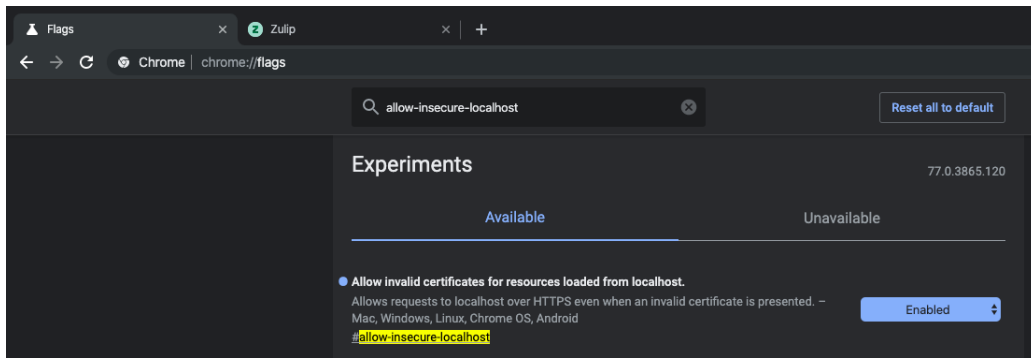 Flags
Zulip
Chrome chrome://flags
allow-insecure-localhost
Reset all to default
Experiments
77.0.3865.120
Available
Unavailable
Allow invalid certificates for resources loaded from localhost.
Allows requests to localhost over HTTPS even when an invalid certificate is presented. –
Mac, Windows, Linux, Chrome OS, Android
#allow-insecure-localhost
Enabled